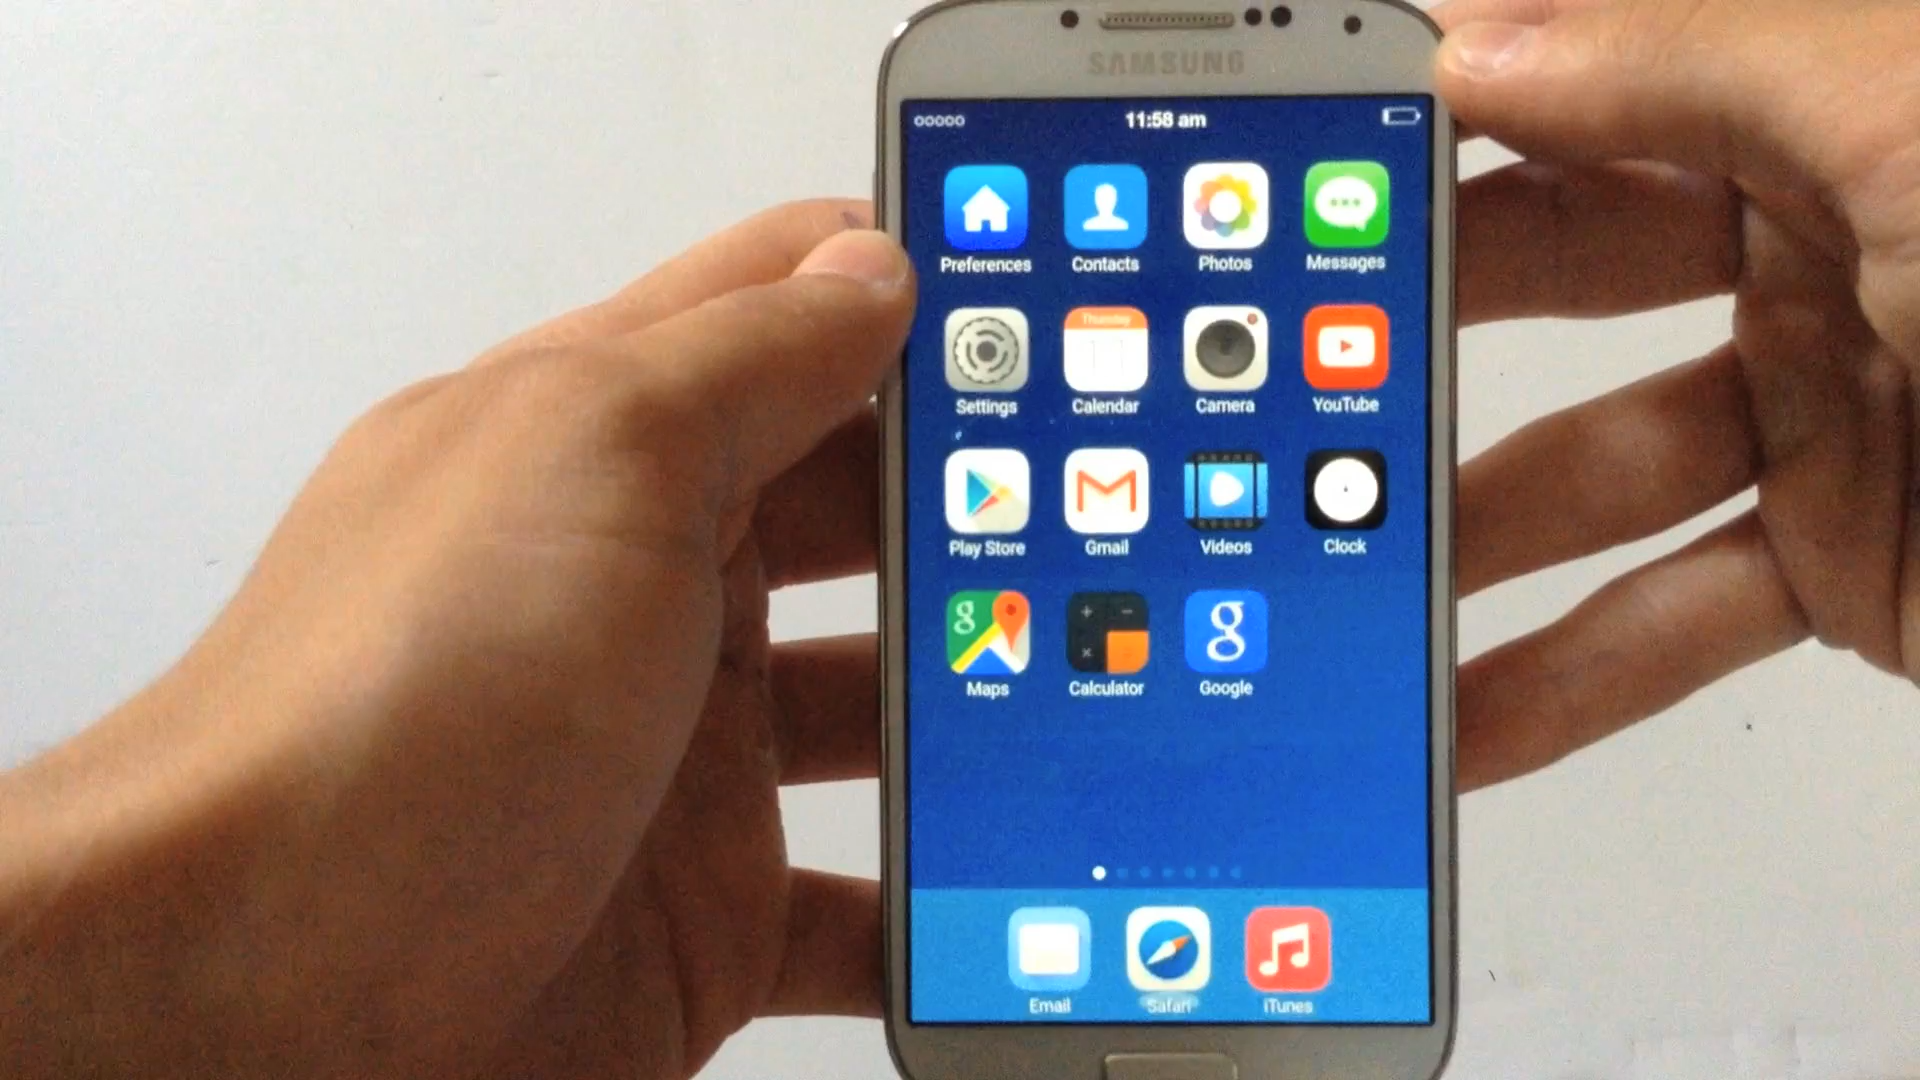 SAMSUNG
11:58 am
Preferences
Contacts
Photos
Messages
Thursday
Settings
Calendar
Camera
YouTube
Play Store
Gmail
Videos
Clock
g
+ −
×
g
Maps
Calculator
Google
Email
Safari
iTunes